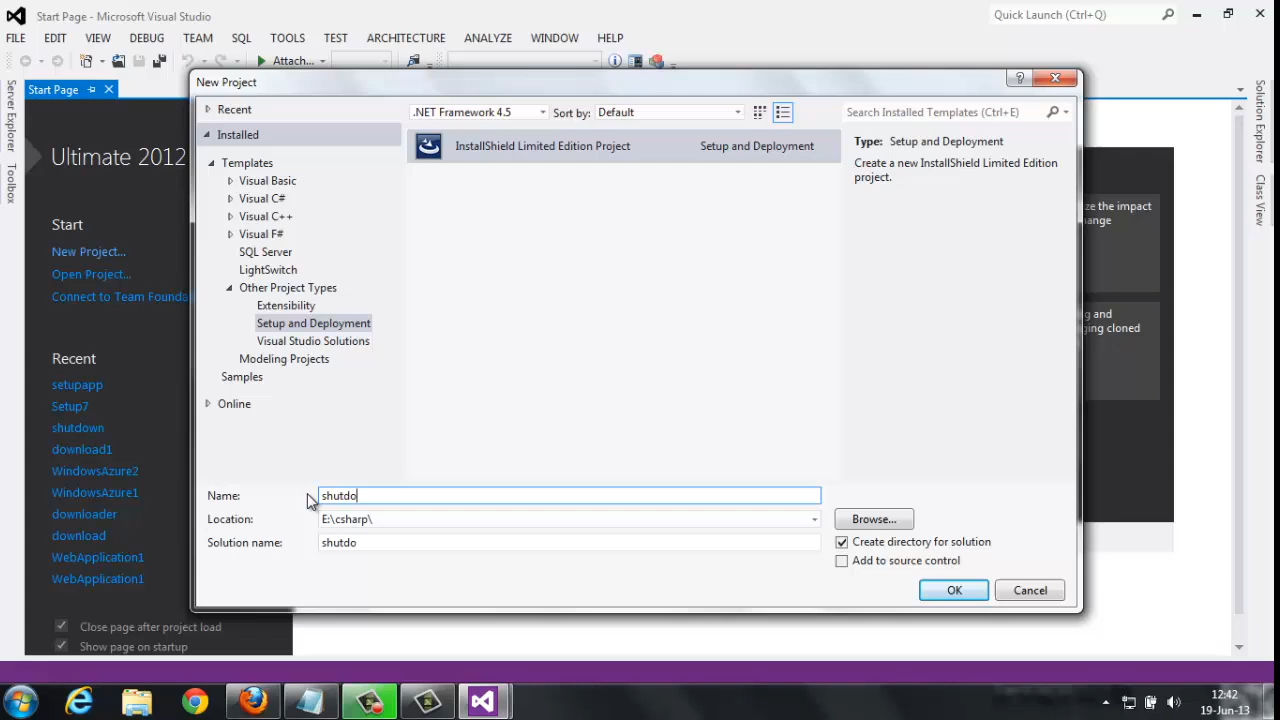 Start Page - Microsoft Visual Studio
Quick Launch (Ctrl+Q)
FILE EDIT VIEW DEBUG TEAM SQL TOOLS TEST ARCHITECTURE ANALYZE WINDOW HELP
Attach...
Start Page
Server Explorer
Toolbox
Solution Explorer
Class View
Ultimate 2012
Start
New Project...
Open Project...
Connect to Team Founda
Recent
setupapp
Setup7
shutdown
download1
WindowsAzure2
WindowsAzure1
downloader
WebApplication1
WebApplication1
Close page after project load
Show page on startup
ze the impact
ange
g and
ging cloned
New Project
Recent
Installed
Templates
Visual Basic
Visual C#
Visual C++
Visual F#
SQL Server
LightSwitch
Other Project Types
Extensibility
Setup and Deployment
Visual Studio Solutions
Modeling Projects
Samples
Online
.NET Framework 4.5
Sort by: Default
Search Installed Templates (Ctrl+E)
InstallShield Limited Edition Project Setup and Deployment
Type: Setup and Deployment
Create a new InstallShield Limited Edition
project.
Name: shutdo
Location: E:\csharp\
Browse...
Solution name: shutdo
Create directory for solution
Add to source control
OK
Cancel
12:42
19-Jun-13